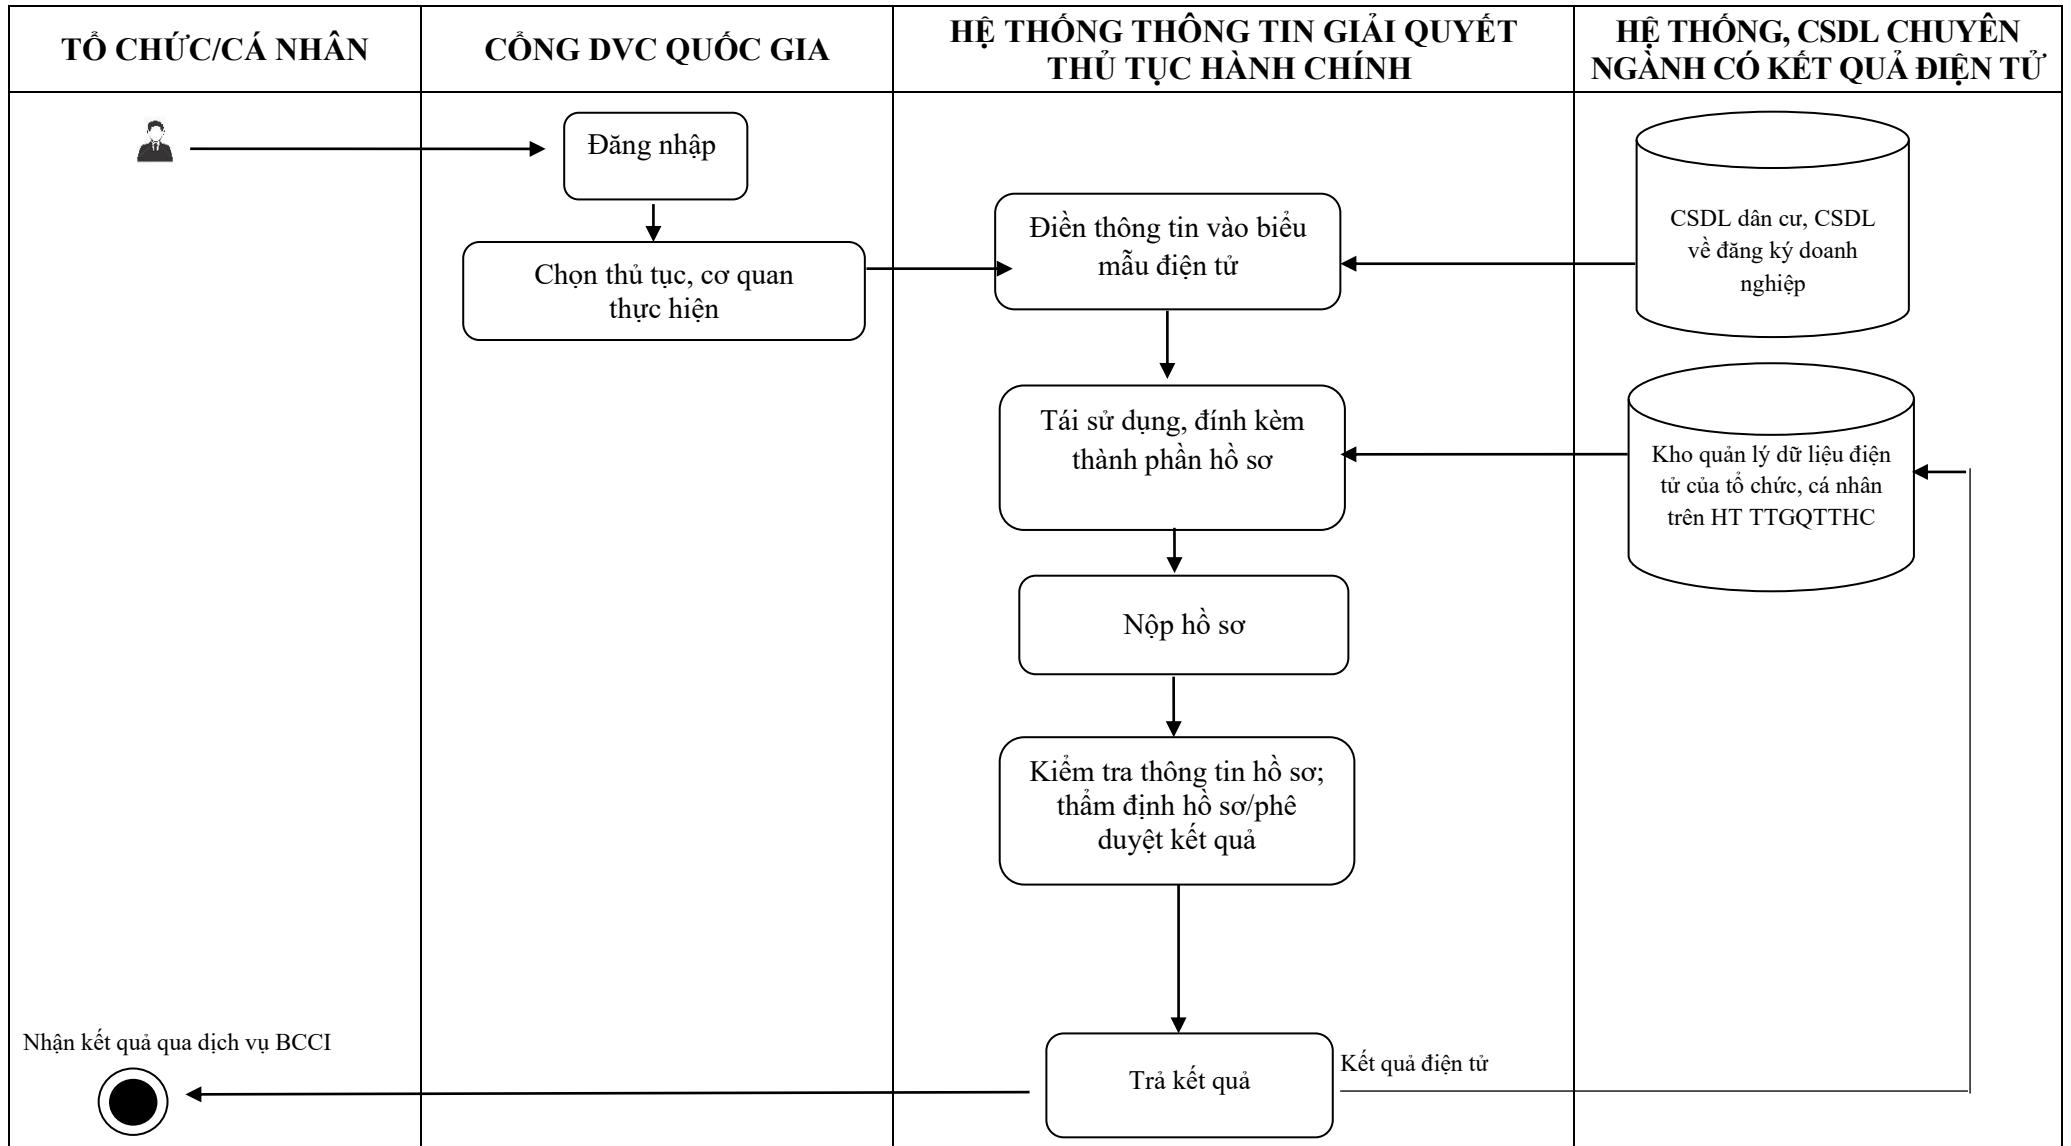 TỔ CHỨC/CÁ NHÂN
CỔNG DVC QUỐC GIA
HỆ THỐNG THÔNG TIN GIẢI QUYẾT
THỦ TỤC HÀNH CHÍNH
HỆ THỐNG, CSDL CHUYÊN
NGÀNH CÓ KẾT QUẢ ĐIỆN TỬ
Đăng nhập
Chọn thủ tục, cơ quan
thực hiện
Điền thông tin vào biểu
mẫu điện tử
CSDL dân cư, CSDL
về đăng ký doanh
nghiệp
Tái sử dụng, đính kèm
thành phần hồ sơ
Kho quản lý dữ liệu điện
tử của tổ chức, cá nhân
trên HT TTGQTTHC
Nộp hồ sơ
Kiểm tra thông tin hồ sơ;
thẩm định hồ sơ/phê
duyệt kết quả
Nhận kết quả qua dịch vụ BCCI
Trả kết quả
Kết quả điện tử